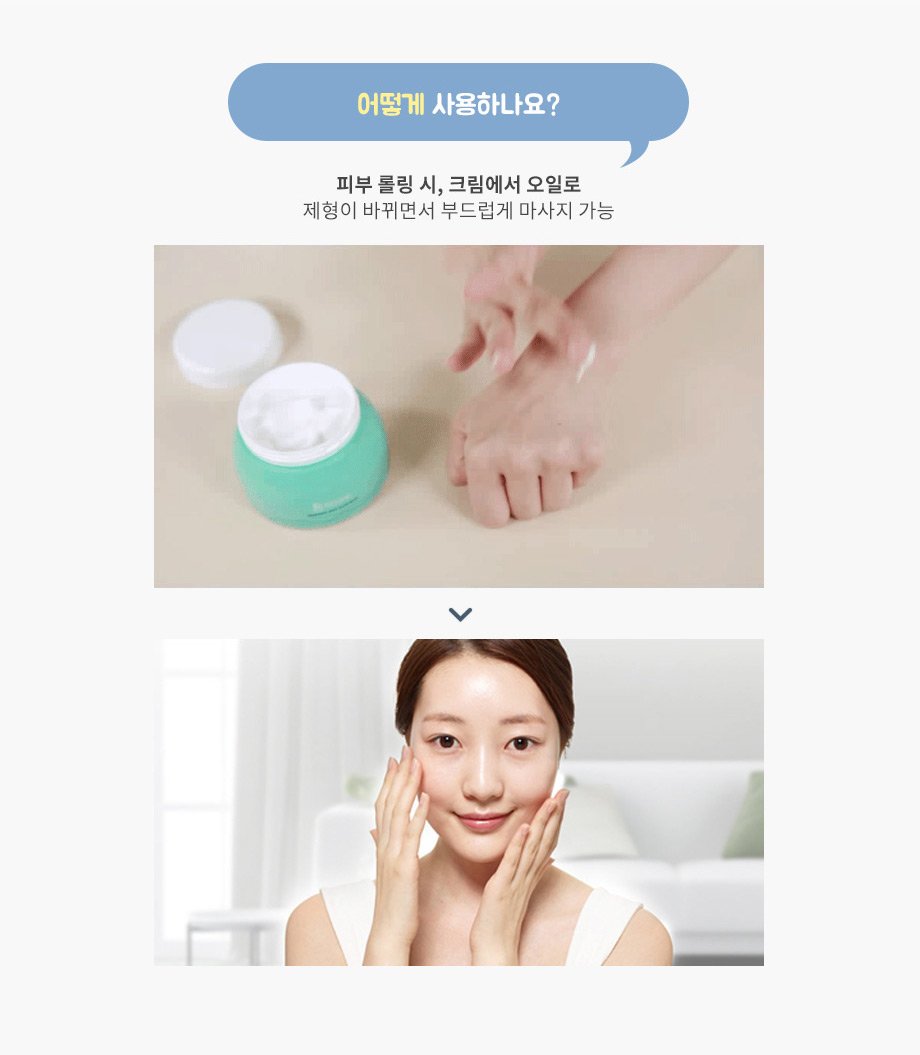 어떻게 사용하나요?
피부 롤링 시, 크림에서 오일로
제형이 바뀌면서 부드럽게 마사지 가능